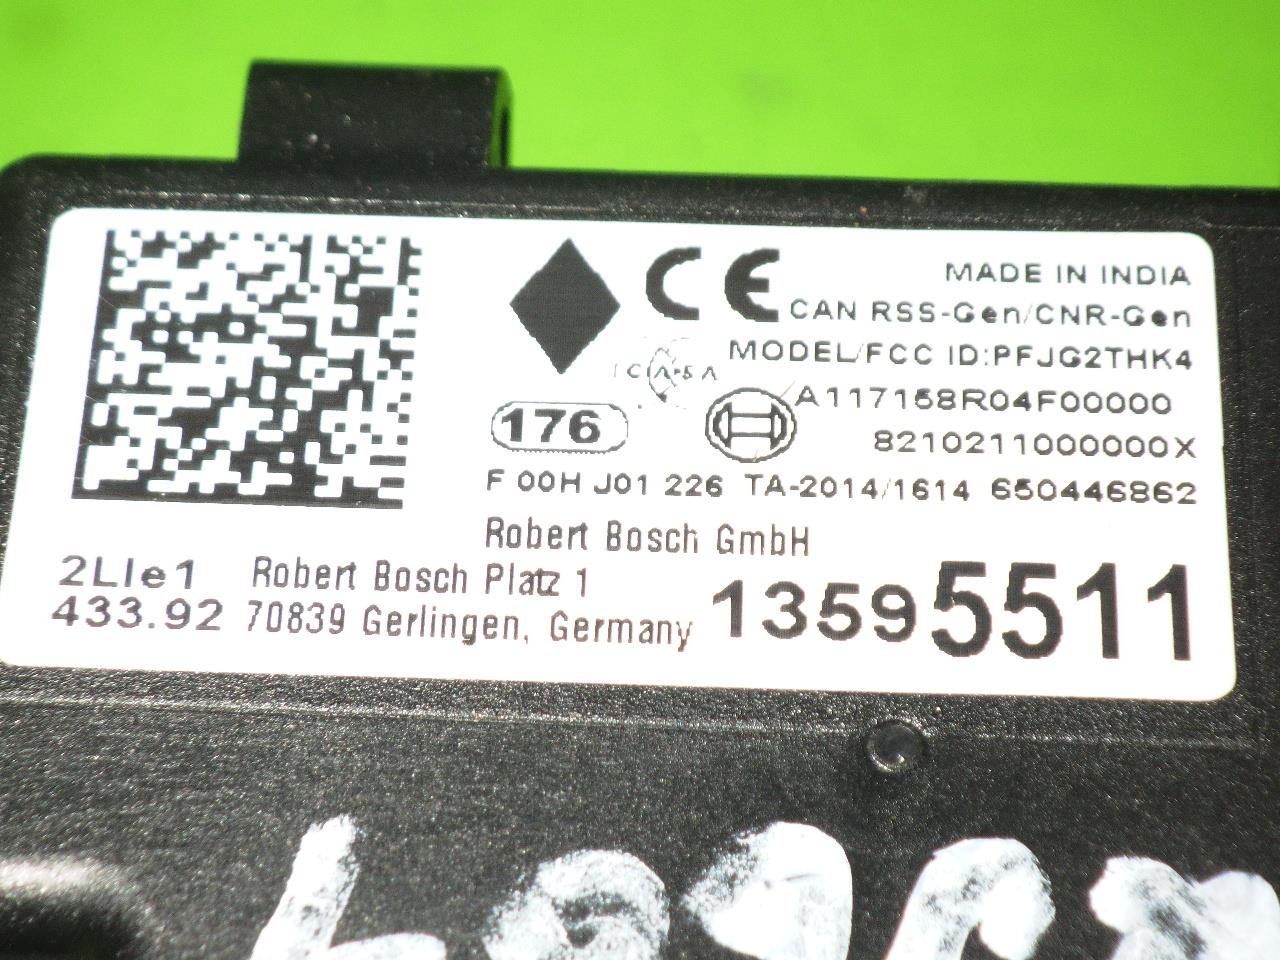 CE
MADE IN INDIA
CAN RSS-Gen/CNR-Gen
MODEL/FCC ID:PFJG2THK4
ICASA
A117158R04F00000
176
8210211000000X
F 00H J01 226 TA-2014/1614 650446862
Robert Bosch GmbH
2LIe1 Robert Bosch Platz 1
433.92 70839 Gerlingen, Germany
13595511